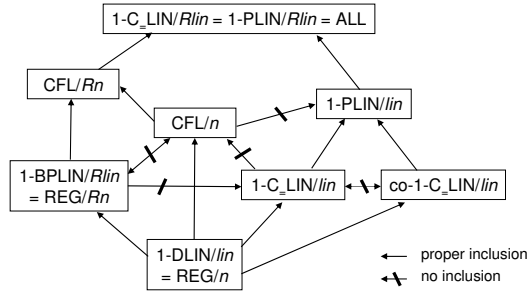 1-C₌LIN/Rlin = 1-PLIN/Rlin = ALL
CFL/Rn
1-PLIN/lin
CFL/n
1-BPLIN/Rlin
= REG/Rn
1-C₌LIN/lin
co-1-C₌LIN/lin
1-DLIN/lin
= REG/n
proper inclusion
no inclusion